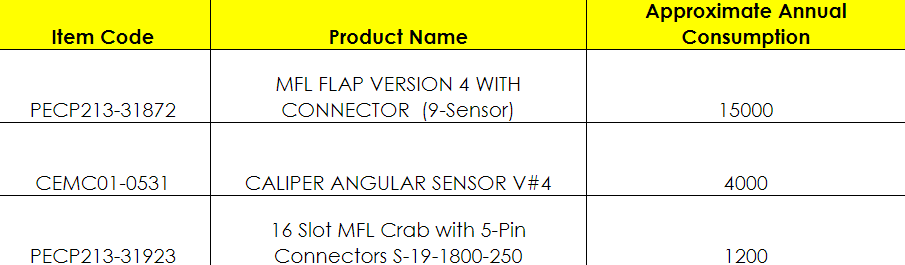 Item Code Product Name Approximate Annual
Consumption
MFL FLAP VERSION 4 WITH
PECP213-31872 CONNECTOR (9-Sensor) 15000
CEMC01-0531 CALIPER ANGULAR SENSOR V#4 4000
16 Slot MFL Crab with 5-Pin
PECP213-31923 Connectors S-19-1800-250 1200